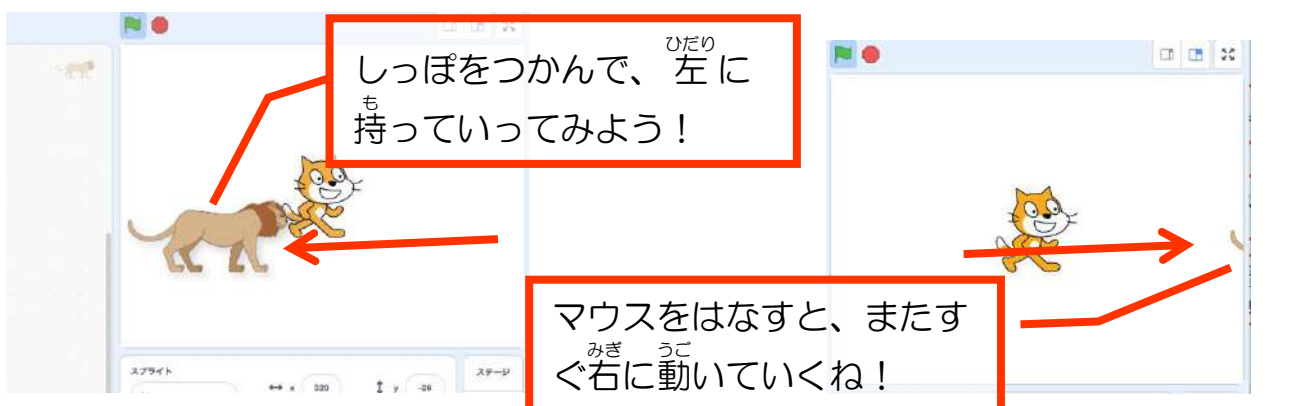 しっぽをつかんで、左に
持っていってみよう！
マウスをはなすと、またす
ぐ右に動いていくね！
スプライト
x 320
y -26
ステージ